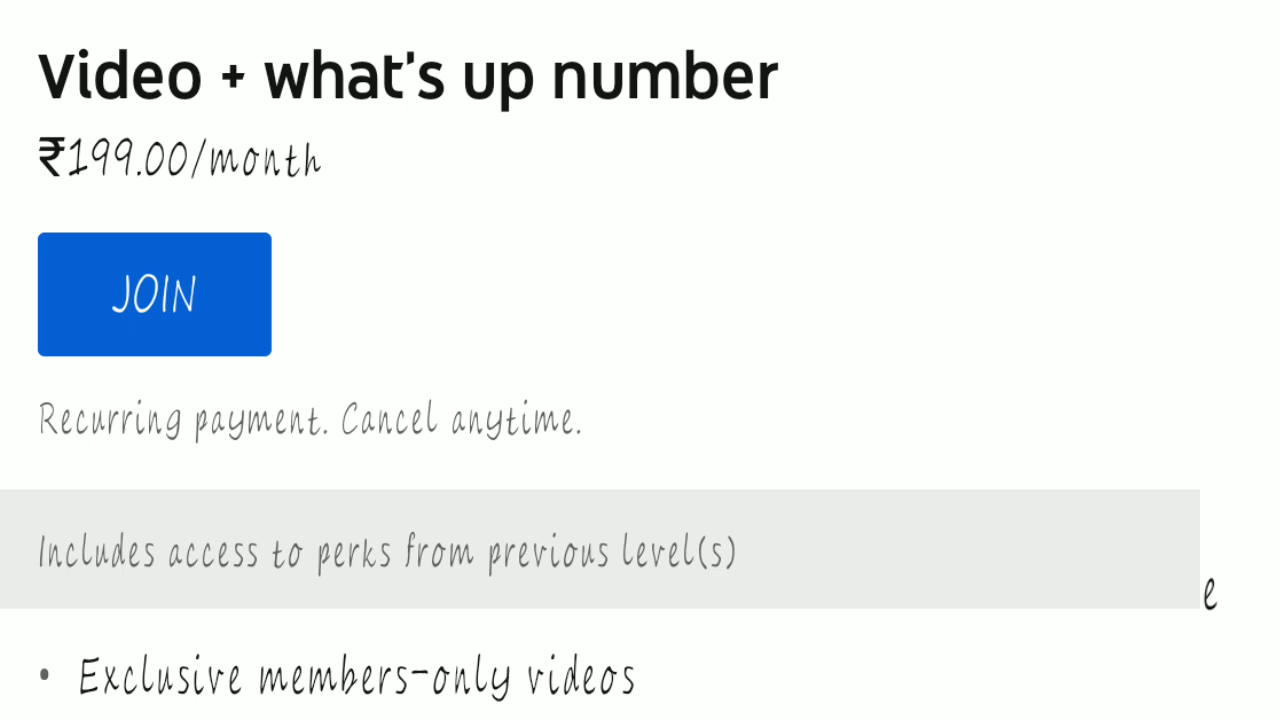 Video + what's up number
₹199.00/month
JOIN
Recurring payment. Cancel anytime.
Includes access to perks from previous level(s)
e
• Exclusive members-only videos